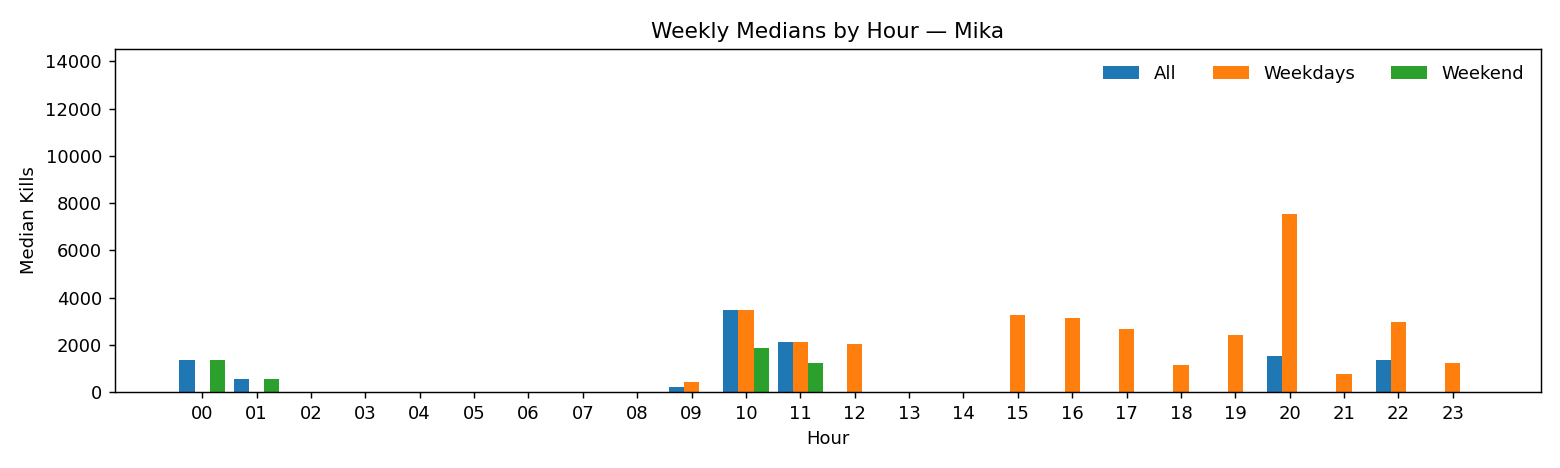 Weekly Medians by Hour — Mika
All Weekdays Weekend
14000
12000
10000
8000
6000
4000
2000
0
Median Kills
00 01 02 03 04 05 06 07 08 09 10 11 12 13 14 15 16 17 18 19 20 21 22 23
Hour